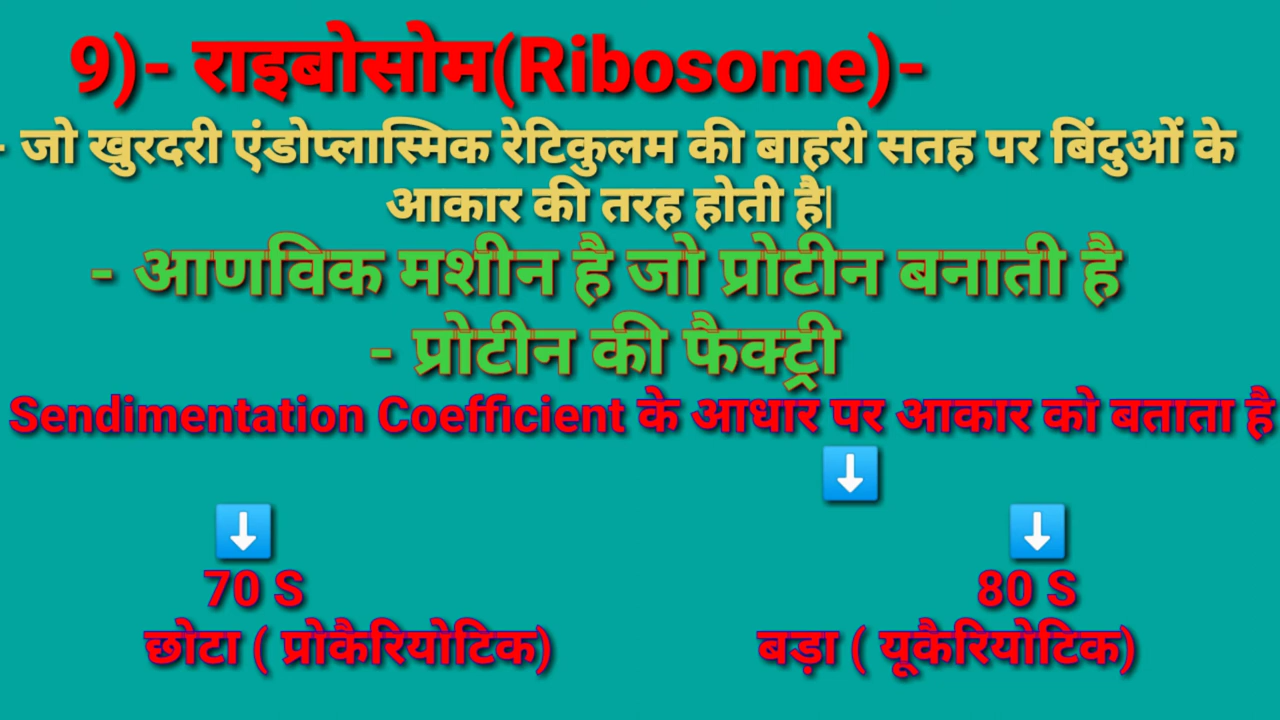 9)- राइबोसोम(Ribosome)-
- जो खुरदरी एंडोप्लास्मिक रेटिकुलम की बाहरी सतह पर बिंदुओं के
आकार की तरह होती है|
- आणविक मशीन है जो प्रोटीन बनाती है
- प्रोटीन की फैक्ट्री
Sendimentation Coefficient के आधार पर आकार को बताता है
70 S 80 S
छोटा ( प्रोकैरियोटिक) बड़ा ( यूकैरियोटिक)